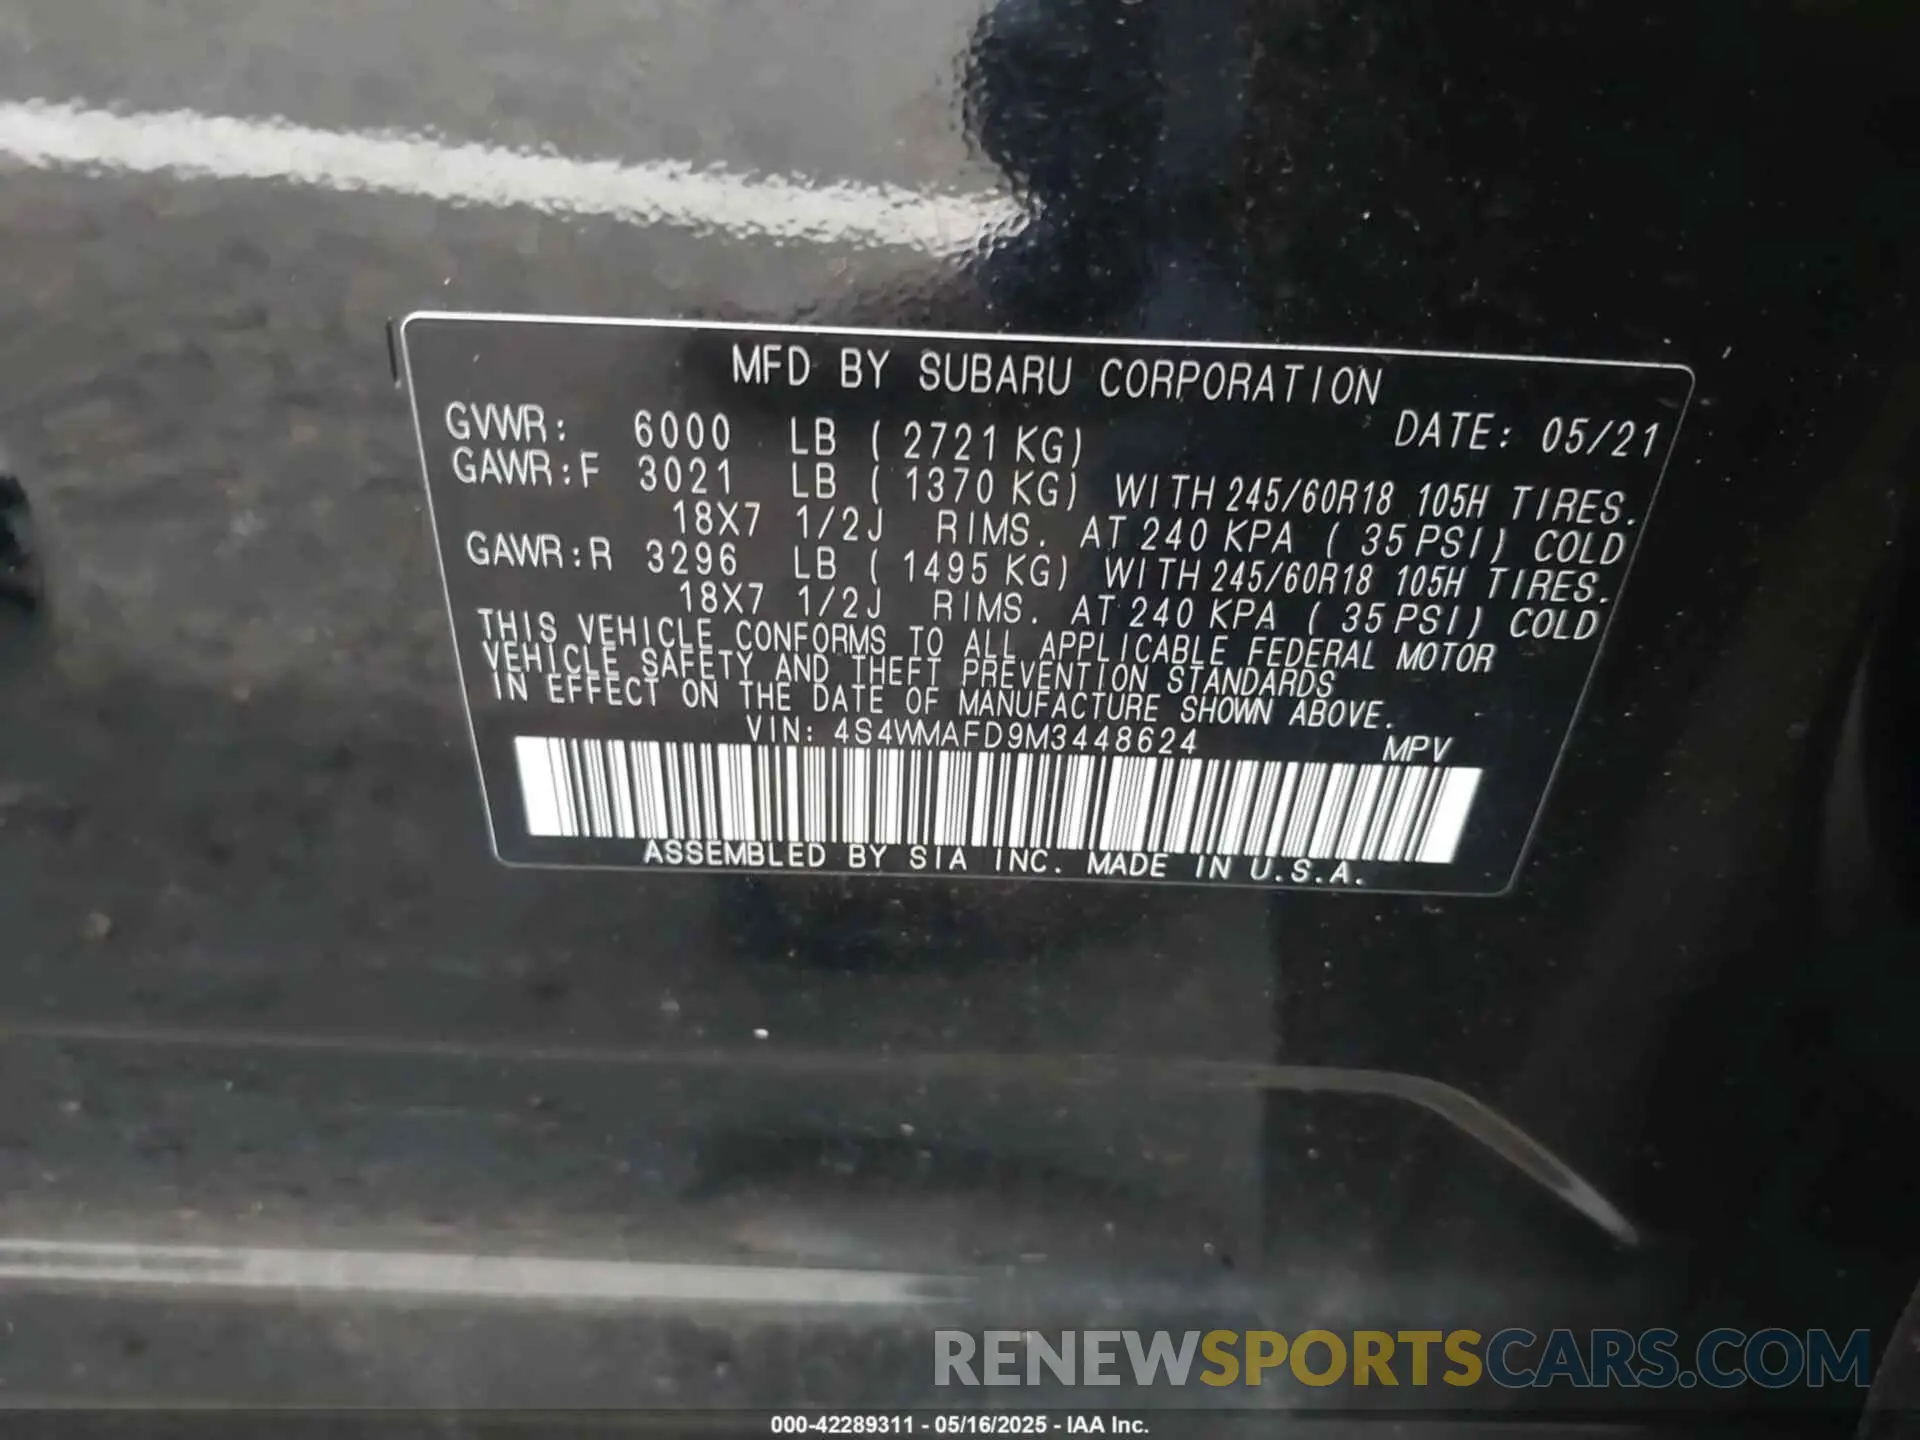 MFD BY SUBARU CORPORATION
DATE: 05/21
GVWR: 6000 LB ( 2721 KG)
GAWR:F 3021 LB ( 1370 KG) WITH 245/60R18 105H TIRES.
18X7 1/2J RIMS. AT 240 KPA ( 35 PSI) COLD
GAWR:R 3296 LB ( 1495 KG) WITH 245/60R18 105H TIRES.
18X7 1/2J RIMS. AT 240 KPA ( 35 PSI) COLD
THIS VEHICLE CONFORMS TO ALL APPLICABLE FEDERAL MOTOR
VEHICLE SAFETY AND THEFT PREVENTION STANDARDS
IN EFFECT ON THE DATE OF MANUFACTURE SHOWN ABOVE.
VIN: 4S4WMAFD9M3448624 MPV
ASSEMBLED BY SIA INC. MADE IN U.S.A.
RENEWSPORTSCARS.COM
000-42289311 - 05/16/2025 - IAA Inc.